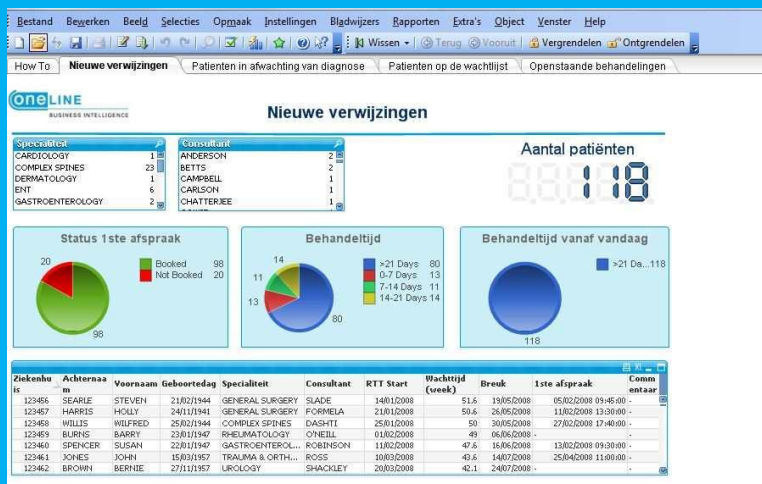 Bestand Bewerken Beeld Selecties Opmaak Instellingen Bladwijzers Rapporten Extra's Object Venster Help
Wissen Terug Vooruit Vergrendelen Ontgrendelen
How To Nieuwe verwijzingen Patienten in afwachting van diagnose Patienten op de wachtlijst Openstaande behandelingen
oneLINE
BUSINESS INTELLIGENCE
Nieuwe verwijzingen
Specialiteit
CARDIOLOGY 1
COMPLEX SPINES 23
DERMATOLOGY 1
ENT 6
GASTROENTEROLOGY 2
Consultant
ANDERSON 2
BETTS 2
CAMPBELL 1
CARLSON 1
CHATTERJEE 1
Aantal patiënten
118
Status 1ste afspraak
20
98
Booked 98
Not Booked 20
Behandeltijd
14
11
13
80
>21 Days 80
0-7 Days 13
7-14 Days 11
14-21 Days 14
Behandeltijd vanaf vandaag
118
>21 Da...118
Ziekenhu is Achternaa m Voornaam Geboortedag Specialiteit Consultant RTT Start Wachttijd (week) Breuk 1ste afspraak Comm entaar
123456 SEARLE STEVEN 21/02/1944 GENERAL SURGERY SLADE 14/01/2008 51.6 19/05/2008 05/02/2008 09:45:00 -
123457 HARRIS HOLLY 24/11/1941 GENERAL SURGERY FORMELA 21/01/2008 50.6 26/05/2008 11/02/2008 13:30:00 -
123458 WILLIS WILFRED 25/02/1944 COMPLEX SPINES DASHTI 25/01/2008 50 30/05/2008 27/02/2008 17:40:00 -
123459 BURNS BARRY 23/01/1947 RHEUMATOLOGY O'NEILL 01/02/2008 49 06/06/2008 - -
123460 SPENCER SUSAN 22/01/1947 GASTROENTEROL... ROBINSON 11/02/2008 47.6 16/06/2008 13/02/2008 09:30:00 -
123461 JONES JOHN 15/03/1957 TRAUMA & ORTH... ROSS 10/03/2008 43.6 14/07/2008 25/04/2008 11:00:00 -
123462 BROWN BERNIE 27/11/1957 UROLOGY SHACKLEY 20/03/2008 42.1 24/07/2008 - -